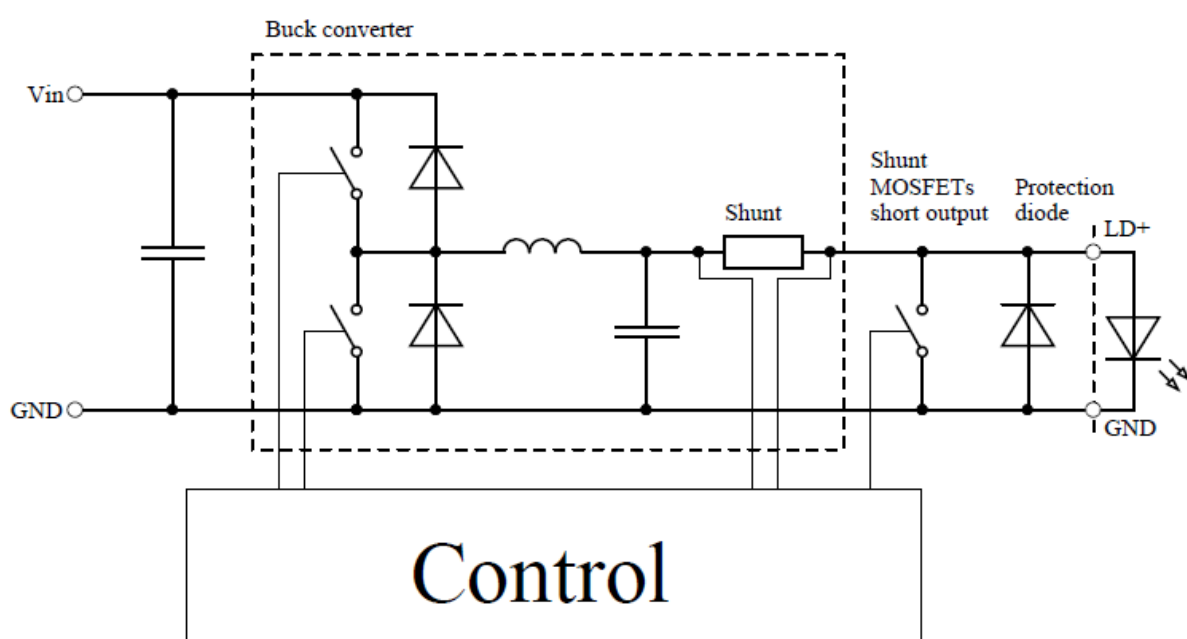 Buck converter
Vin
Shunt
MOSFETs
short output
Protection
diode
Shunt
LD+
GND
GND
Control